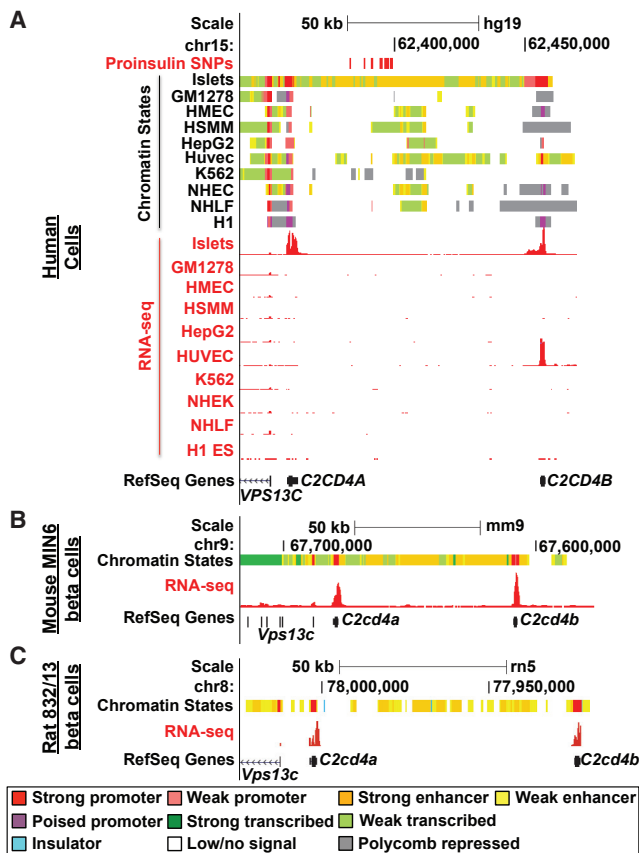 A
Scale 50 kb hg19
chr15: 62,400,000 62,450,000
Proinsulin SNPs
Human Cells
Chromatin States
Islets
GM1278
HMEC
HSMM
HepG2
Huvec
K562
NHEC
NHLF
H1
RNA-seq
Islets
GM1278
HMEC
HSMM
HepG2
HUVEC
K562
NHEK
NHLF
H1 ES
RefSeq Genes C2CD4A C2CD4B
VPS13C
B
Mouse MIN6 beta cells
Scale 50 kb mm9
chr9: 67,700,000 67,600,000
Chromatin States
RNA-seq
RefSeq Genes C2cd4a C2cd4b
Vps13c
C
Rat 832/13 beta cells
Scale 50 kb rn5
chr8: 78,000,000 77,950,000
Chromatin States
RNA-seq
RefSeq Genes C2cd4a C2cd4b
Vps13c
Strong promoter Weak promoter Strong enhancer Weak enhancer
Poised promoter Strong transcribed Weak transcribed
Insulator Low/no signal Polycomb repressed